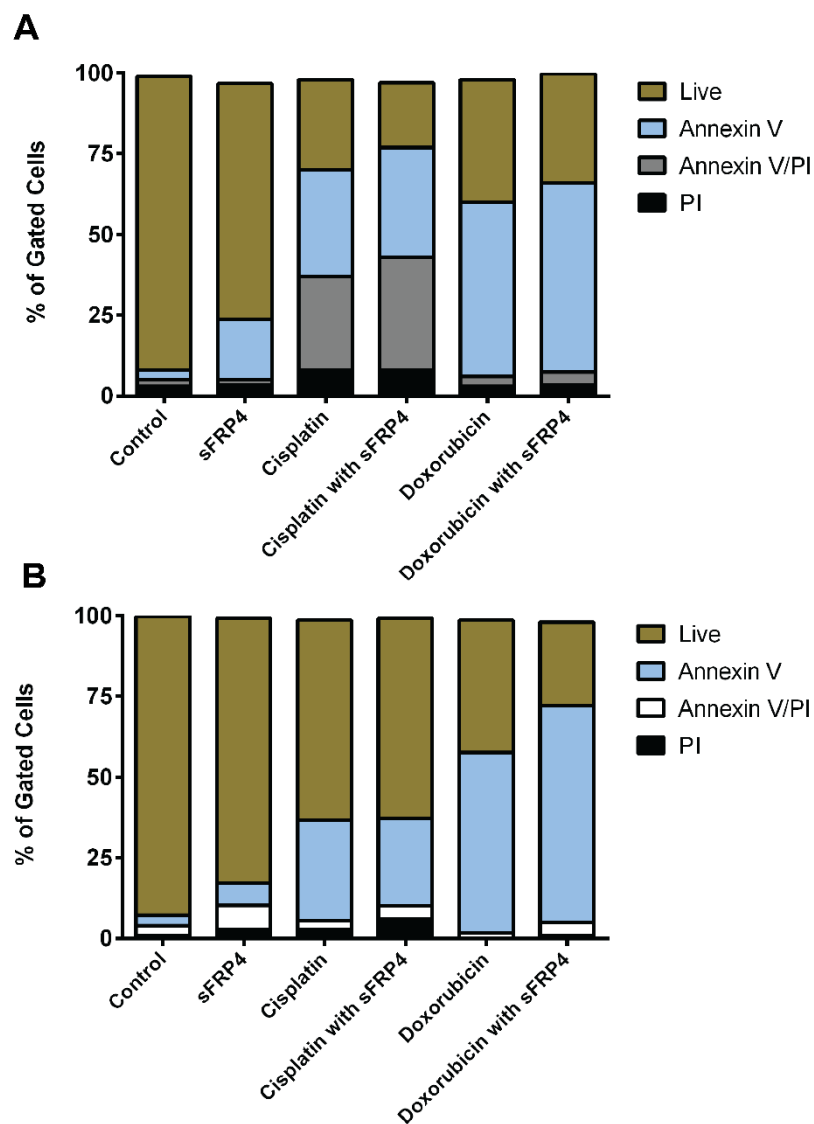 A
% of Gated Cells
100
75
50
25
0
Control
sFRP4
Cisplatin
Cisplatin with sFRP4
Doxorubicin
Doxorubicin with sFRP4
Live
Annexin V
Annexin V/PI
PI
B
% of Gated Cells
100
75
50
25
0
Control
sFRP4
Cisplatin
Cisplatin with sFRP4
Doxorubicin
Doxorubicin with sFRP4
Live
Annexin V
Annexin V/PI
PI